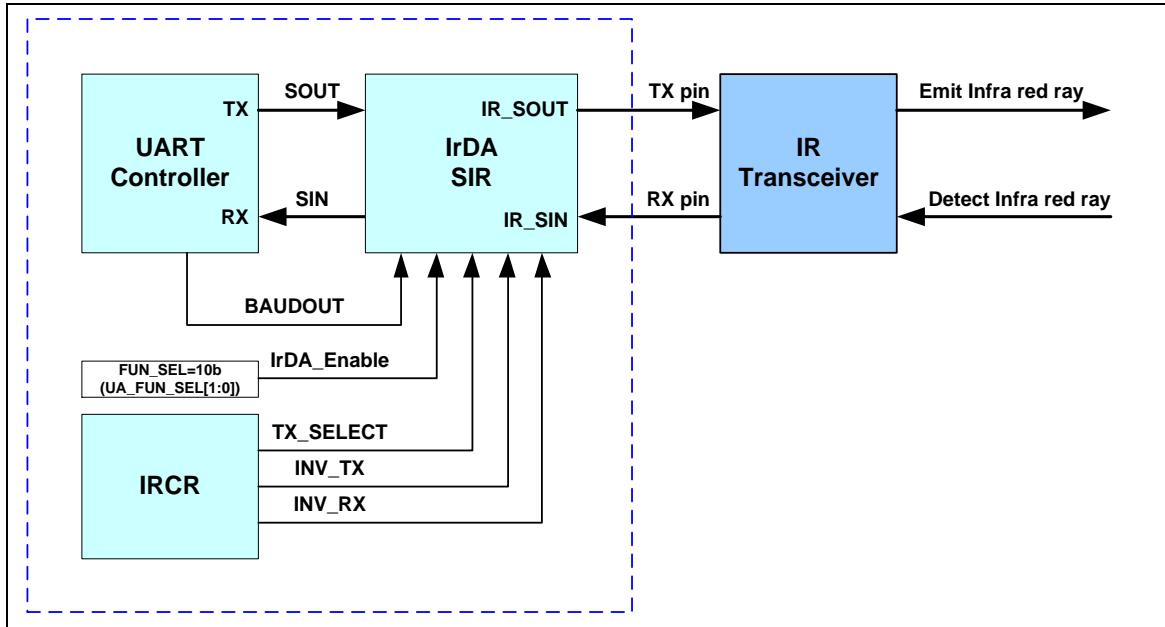 SOUT
TX
IR_SOUT
TX pin
Emit Infra red ray
UART
Controller
IrDA
SIR
IR
Transceiver
SIN
RX
IR_SIN
RX pin
Detect Infra red ray
BAUDOUT
IrDA_Enable
FUN_SEL=10b
(UA_FUN_SEL[1:0])
TX_SELECT
INV_TX
INV_RX
IRCR